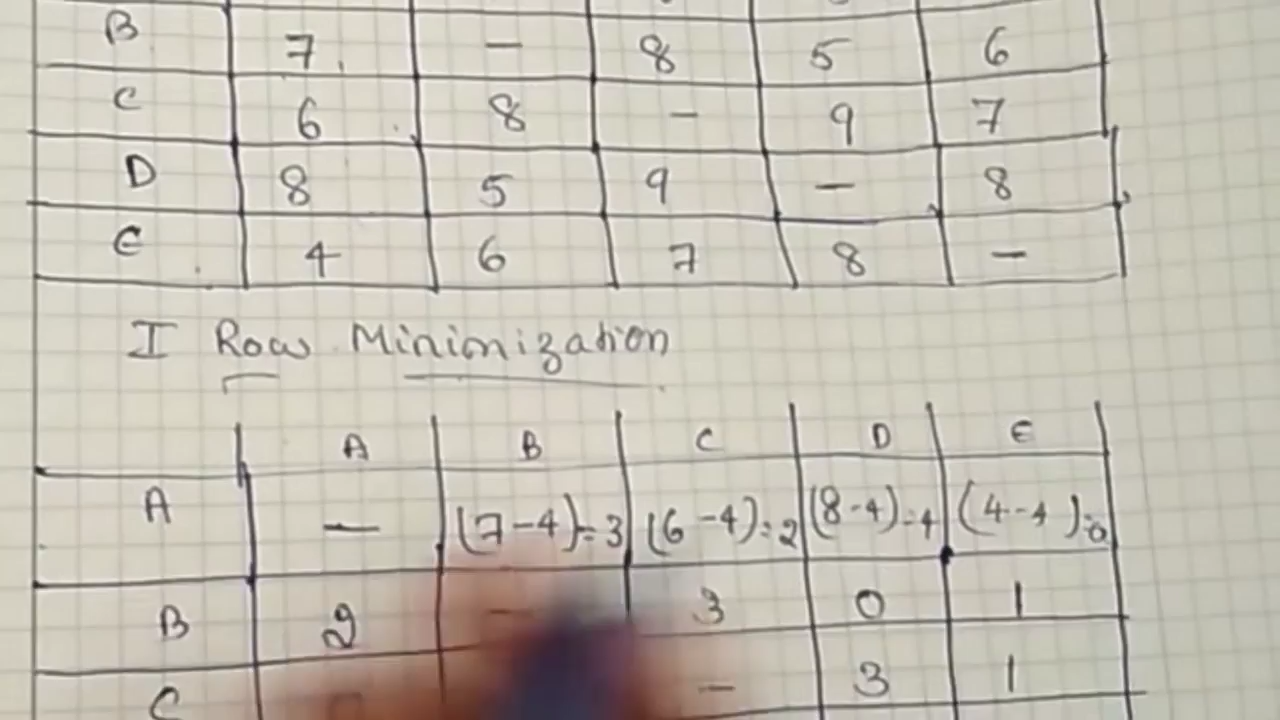 B 7 - 8 5 6
C 6 8 - 9 7
D 8 5 9 - 8
E 4 6 7 8 -
I Row Minimization
A B C D E
A - (7-4)=3 (6-4)=2 (8-4)=4 (4-4)=0
B 2 - 3 0 1
C - 3 1